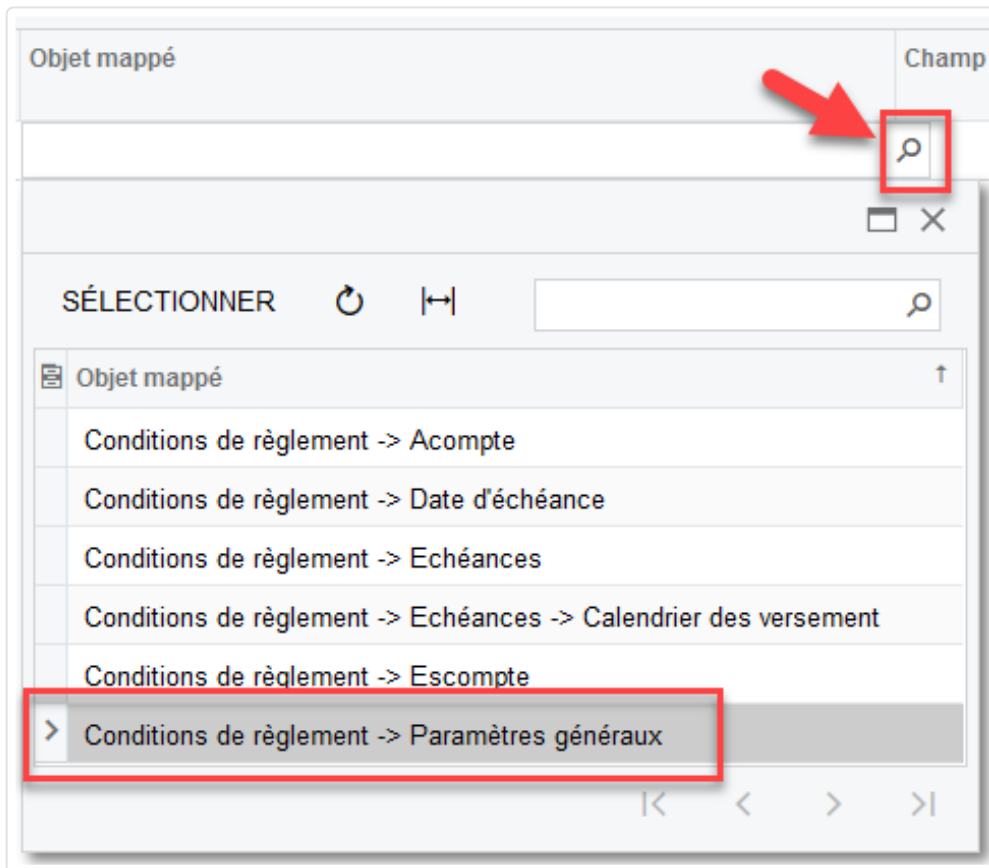 Objet mappé Champ
SÉLECTIONNER
Objet mappé
Conditions de règlement -> Acompte
Conditions de règlement -> Date d'échéance
Conditions de règlement -> Echéances
Conditions de règlement -> Echéances -> Calendrier des versement
Conditions de règlement -> Escompte
Conditions de règlement -> Paramètres généraux